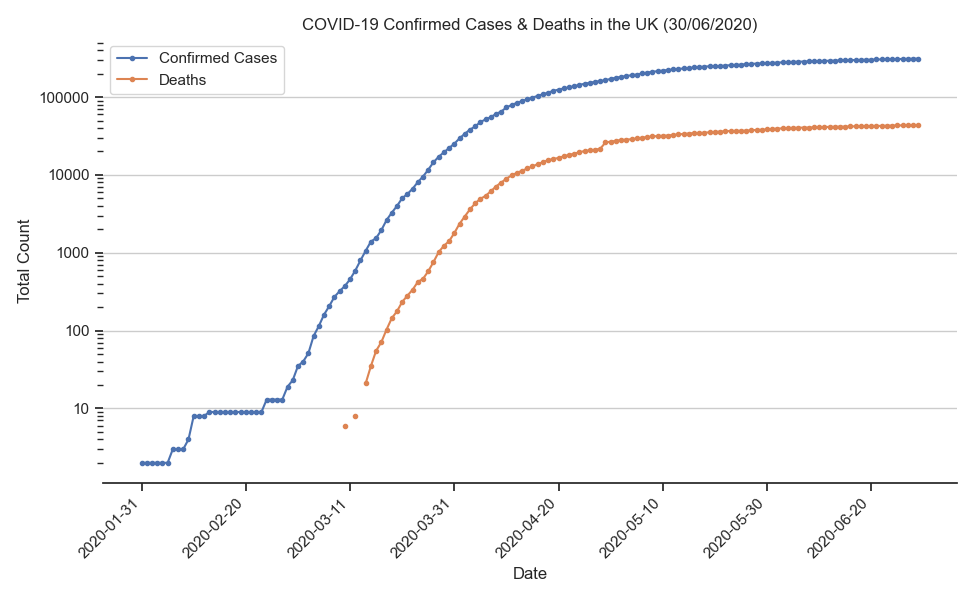 COVID-19 Confirmed Cases & Deaths in the UK (30/06/2020)
Confirmed Cases
Deaths
100000
10000
1000
100
10
Total Count
2020-01-31
2020-02-20
2020-03-11
2020-03-31
2020-04-20
2020-05-10
2020-05-30
2020-06-20
Date